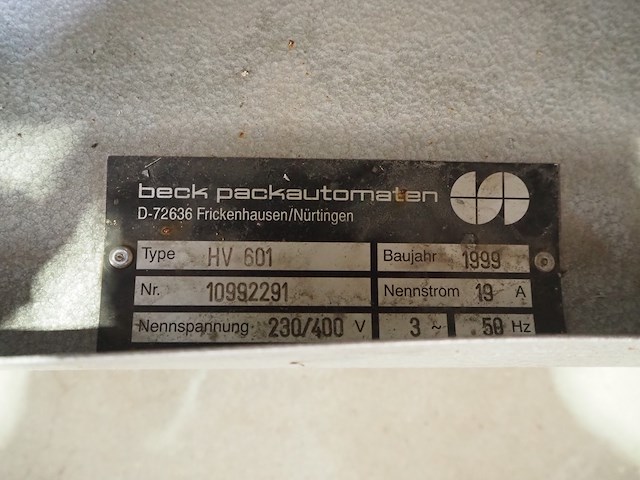 beck packautomaten
D-72636 Frickenhausen/Nürtingen
Type HV 601 Baujahr 1999
Nr. 10992291 Nennstrom 19 A
Nennspannung 230/400 V 3 ~ 50 Hz